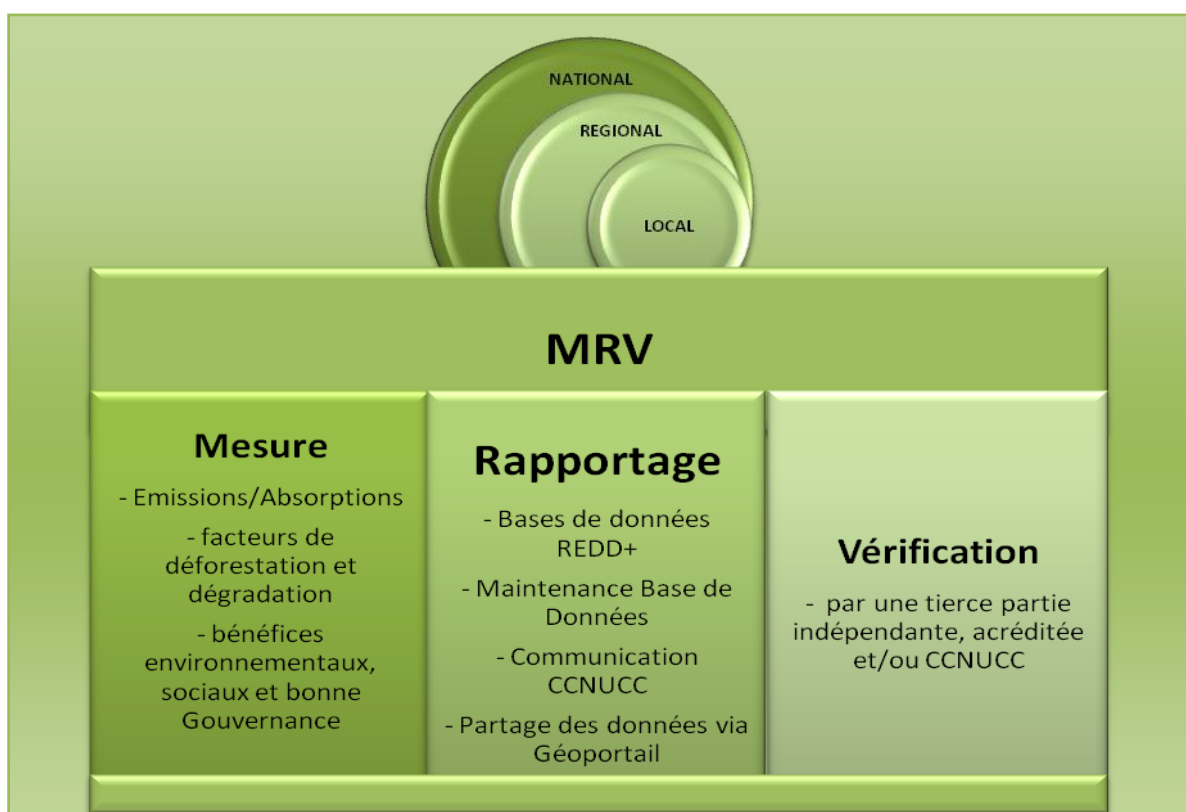 NATIONAL
REGIONAL
LOCAL
MRV
Mesure
- Emissions/Absorptions
- facteurs de
déforestation et
dégradation
- bénéfices
environnementaux,
sociaux et bonne
Gouvernance
Rapportage
- Bases de données
REDD+
- Maintenance Base de
Données
- Communication
CCNUCC
- Partage des données via
Géoportail
Vérification
- par une tierce partie
indépendante, acréditée
et/ou CCNUCC